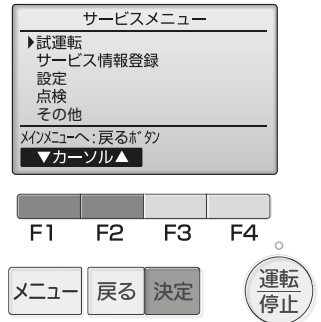 サービスメニュー
▶試運転
サービス情報登録
設定
点検
その他
ﾒｲﾝﾒﾆｭｰへ:戻るﾎﾞﾀﾝ
▼カーソル▲
F1 F2 F3 F4
メニュー 戻る 決定
運転
停止